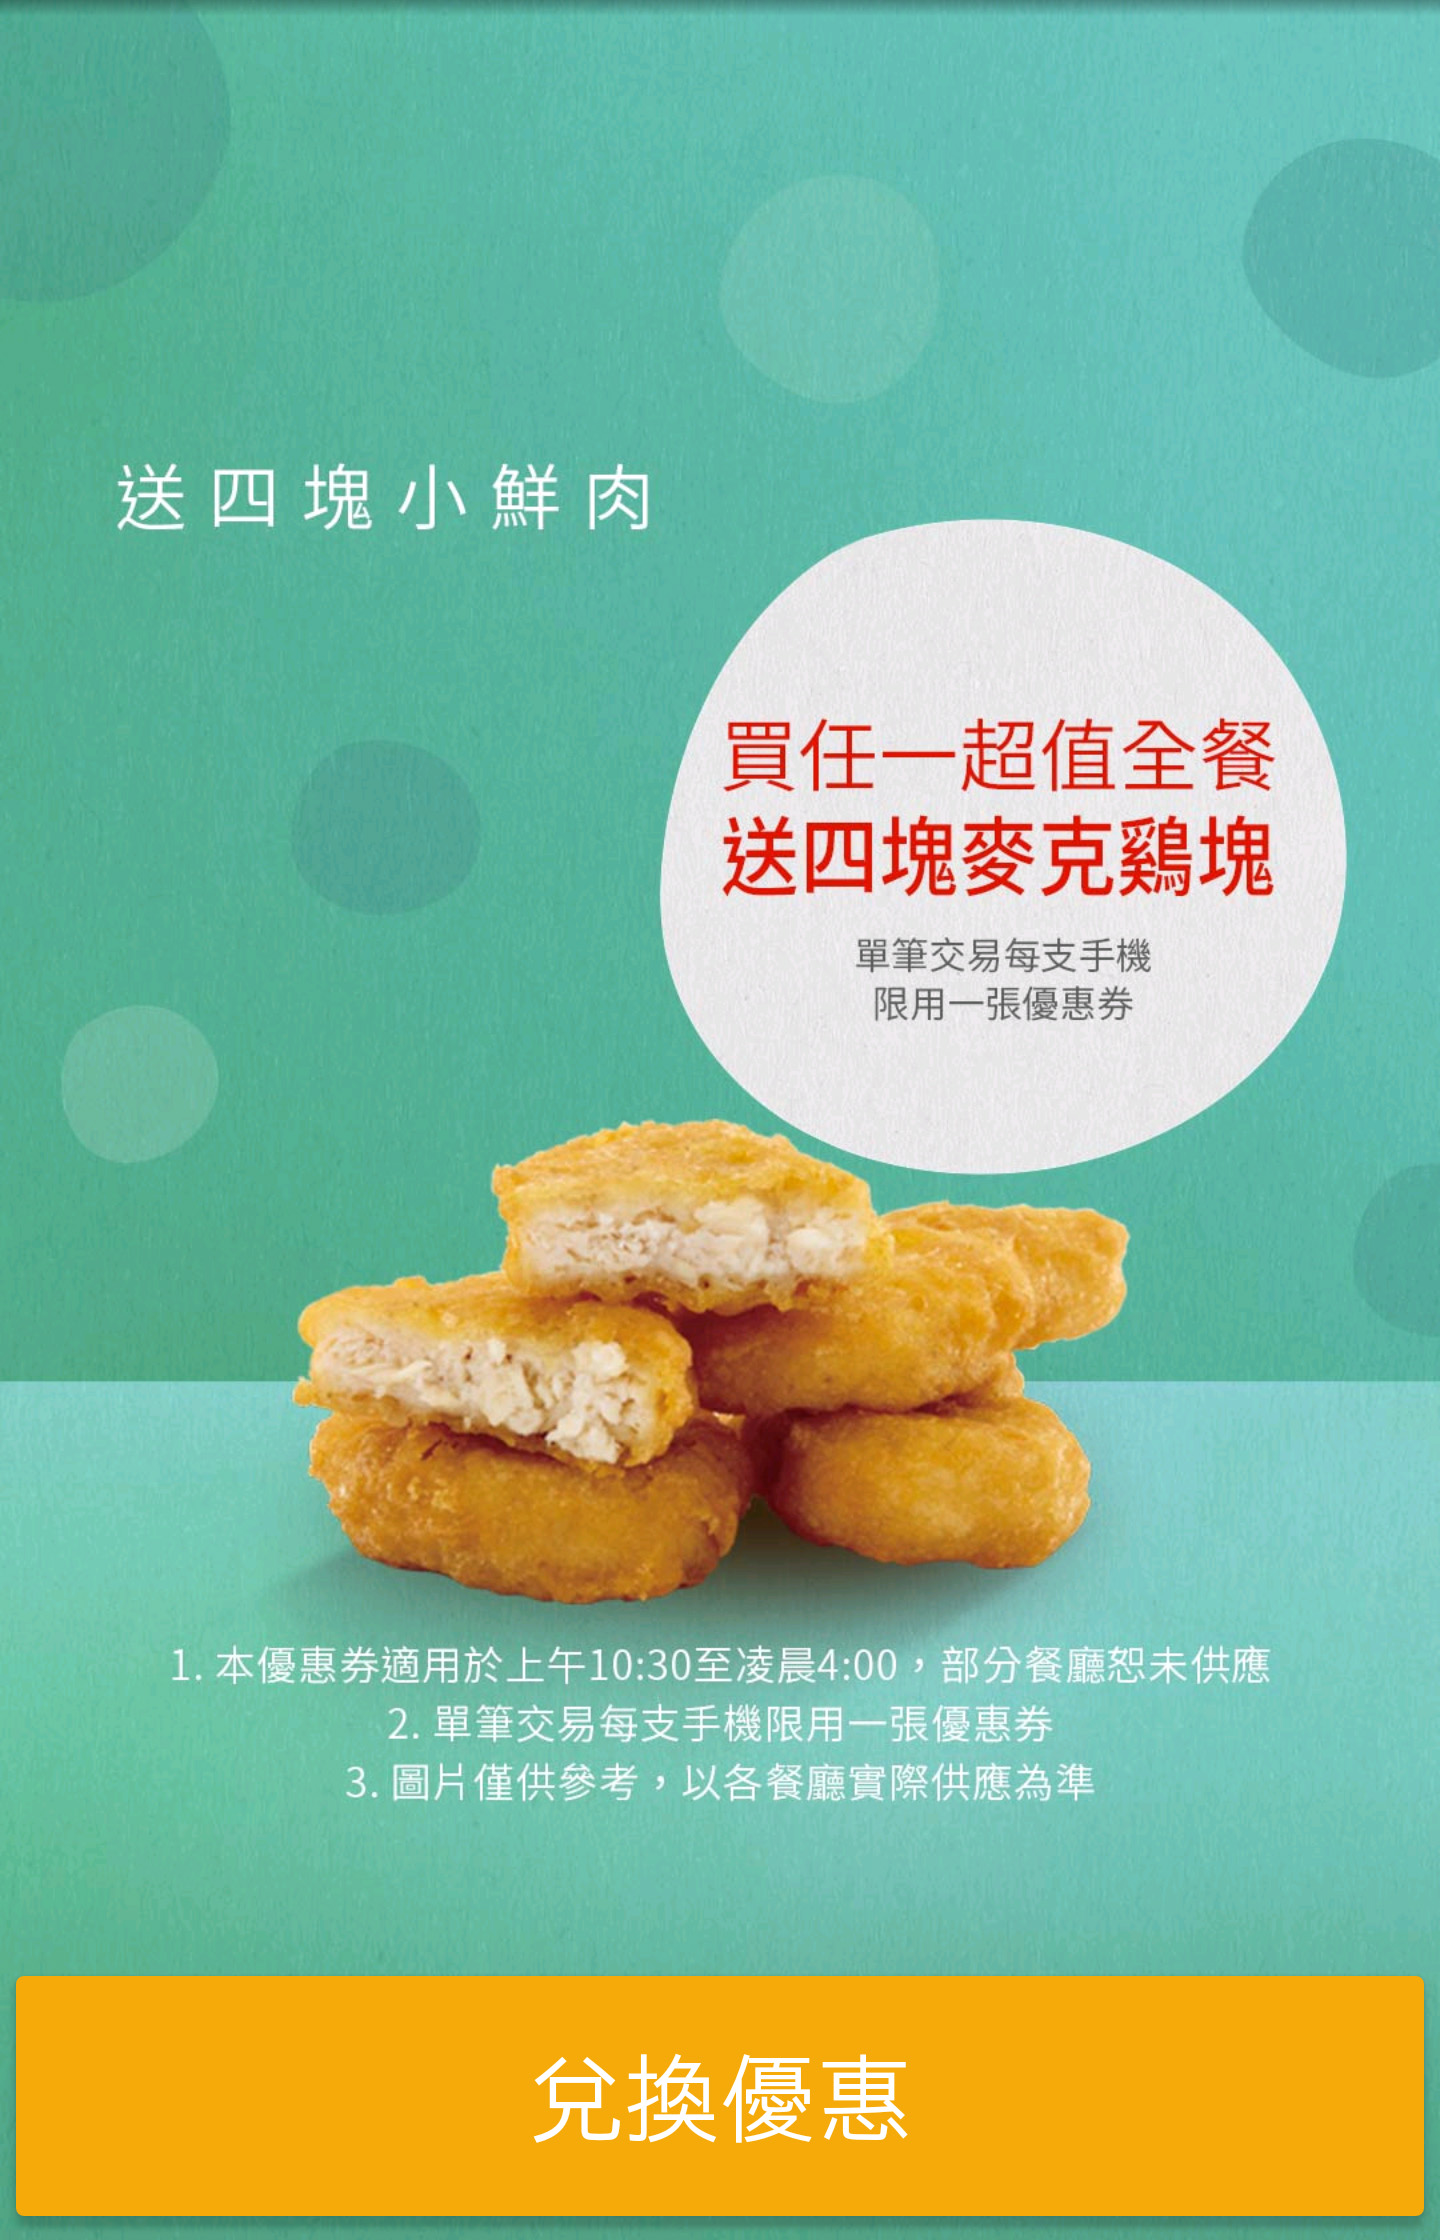 送四塊小鮮肉
買任一超值全餐
送四塊麥克鷄塊
單筆交易每支手機
限用一張優惠券
1. 本優惠券適用於上午10:30至凌晨4:00，部分餐廳恕未供應
2. 單筆交易每支手機限用一張優惠券
3. 圖片僅供參考，以各餐廳實際供應為準
兌換優惠